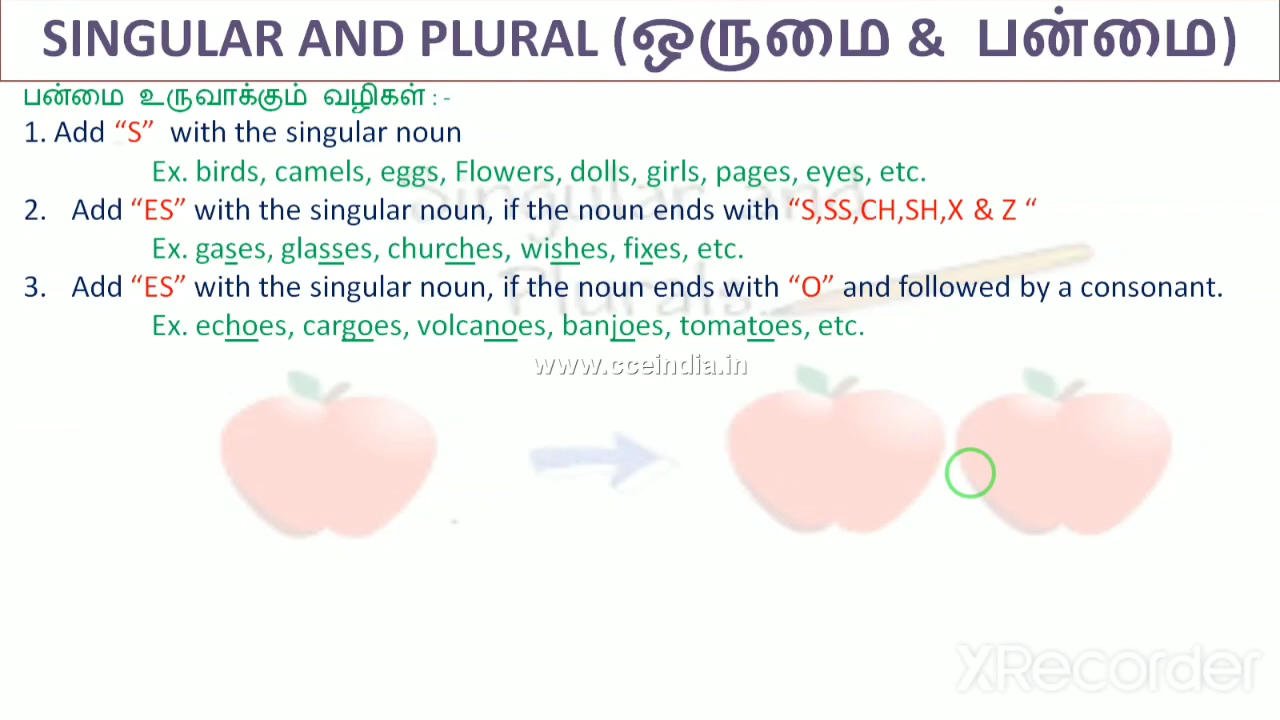 SINGULAR AND PLURAL (ஒருமை & பன்மை)
பன்மை உருவாக்கும் வழிகள் : -
1. Add “S” with the singular noun
Ex. birds, camels, eggs, Flowers, dolls, girls, pages, eyes, etc.
Singular and
2. Add “ES” with the singular noun, if the noun ends with “S,SS,CH,SH,X & Z “
Ex. gases, glasses, churches, wishes, fixes, etc.
Plurals.
3. Add “ES” with the singular noun, if the noun ends with “O” and followed by a consonant.
Ex. echoes, cargoes, volcanoes, banjoes, tomatoes, etc.
www.cceindia.in
XRecorder